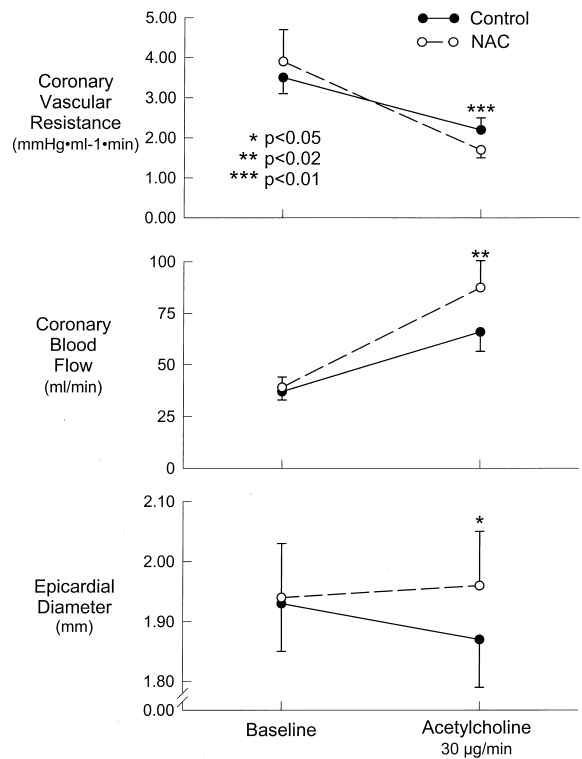 5.00
Control
NAC
4.00
Coronary
Vascular
Resistance
(mmHg•ml-1•min)
3.00
***
2.00
* p<0.05
** p<0.02
*** p<0.01
1.00
0.00
100
**
75
Coronary
Blood
Flow
(ml/min)
50
25
0
2.10
*
2.00
Epicardial
Diameter
(mm)
1.90
1.80
0.00
Baseline
Acetylcholine
30 µg/min